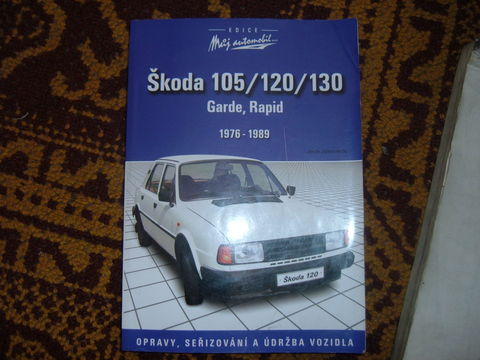 EDICE
Můj automobil
Škoda 105/120/130
Garde, Rapid
1976 - 1989
Škoda 120
OPRAVY, SEŘIZOVÁNÍ A ÚDRŽBA VOZIDLA